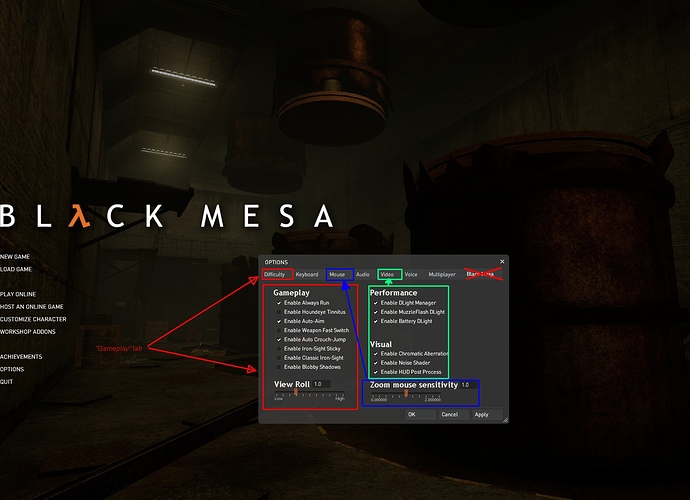 BLACK MESA
NEW GAME
LOAD GAME
PLAY ONLINE
HOST AN ONLINE GAME
CUSTOMIZE CHARACTER
WORKSHOP ADDONS
ACHIEVEMENTS
OPTIONS
QUIT
"Gameplay" tab
OPTIONS
Difficulty Keyboard Mouse Audio Video Voice Multiplayer Black Mesa
Gameplay
Enable Always Run
Enable Houndeye Tinnitus
Enable Auto-Aim
Enable Weapon Fast Switch
Enable Auto Crouch-Jump
Enable Iron-Sight Sticky
Enable Classic Iron-Sight
Enable Blobby Shadows
View Roll 1.0
Low High
Performance
Enable DLight Manager
Enable MuzzleFlash DLight
Enable Battery DLight
Visual
Enable Chromatic Aberration
Enable Noise Shader
Enable HUD Post Process
Zoom mouse sensitivity 1.0
2.00000
OK Cancel Apply